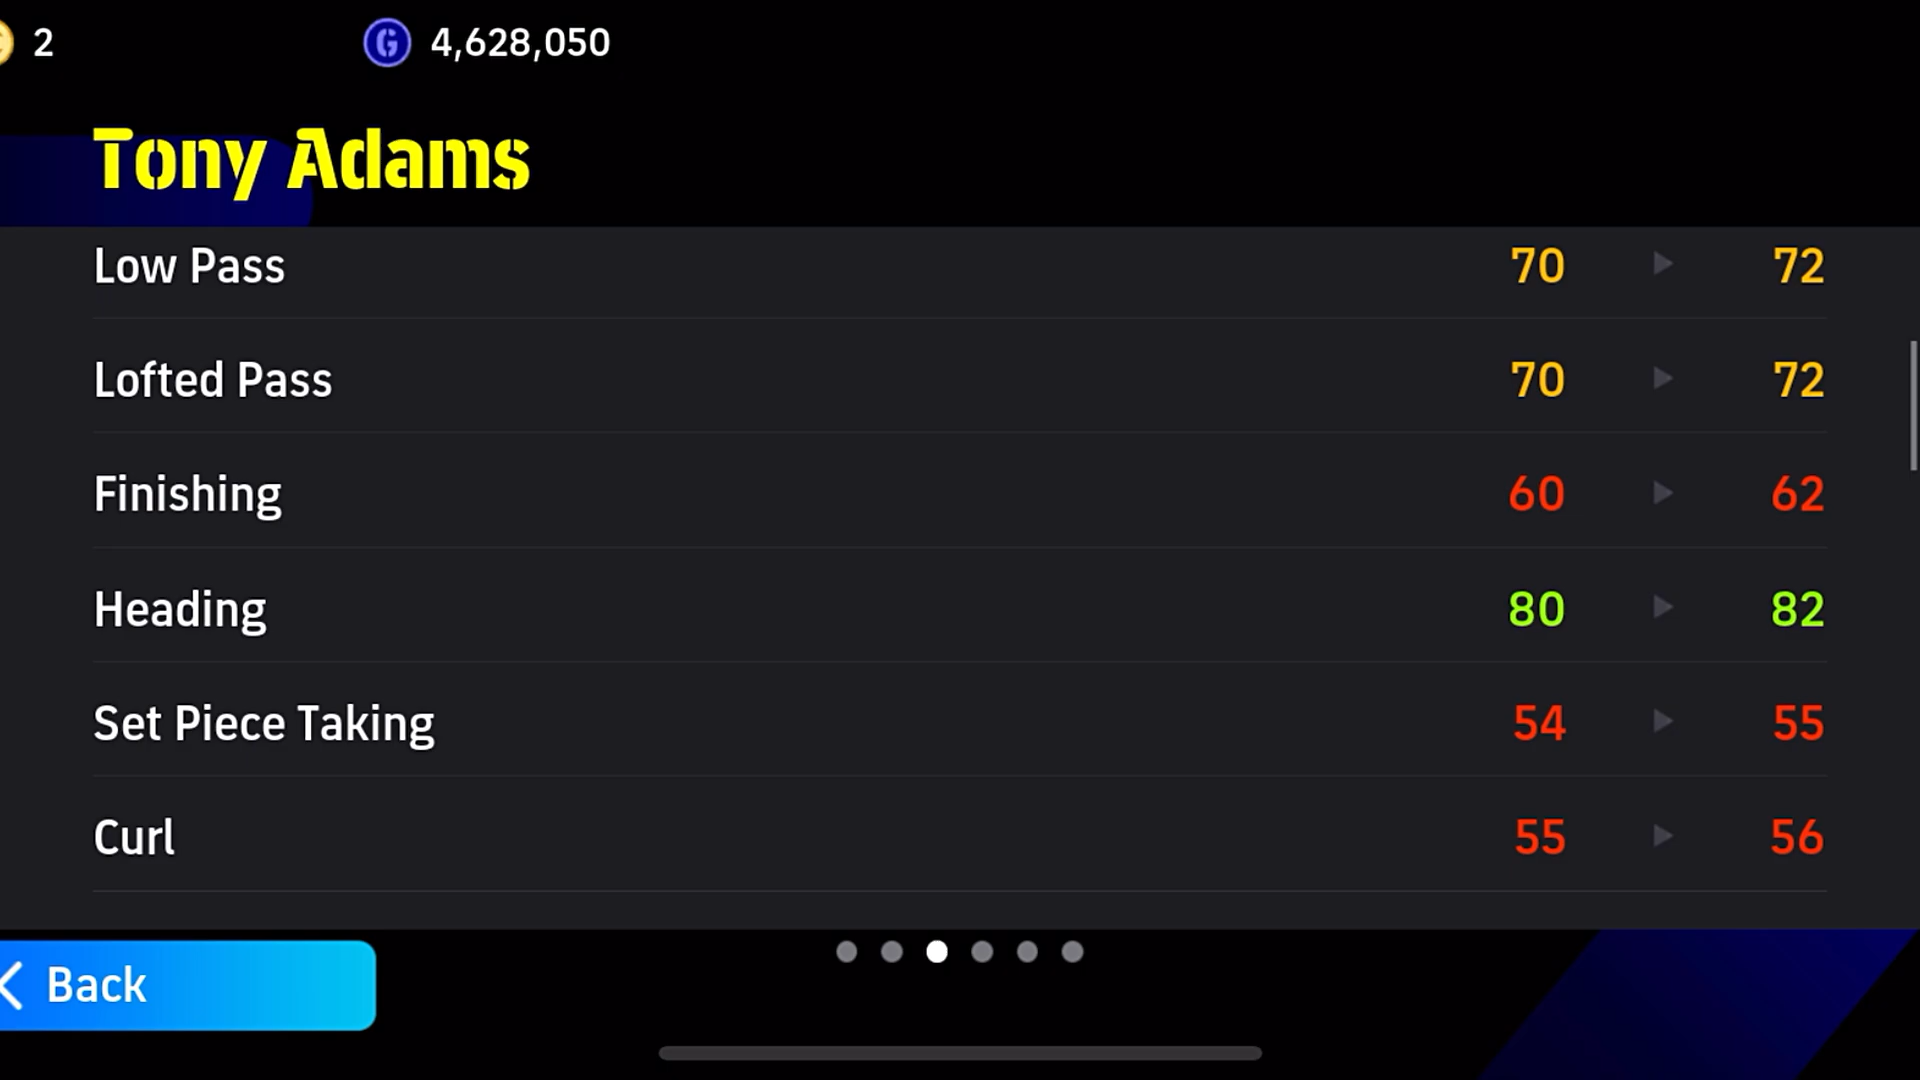 2 4,628,050
Tony Adams
Low Pass 70 72
Lofted Pass 70 72
Finishing 60 62
Heading 80 82
Set Piece Taking 54 55
Curl 55 56
Back